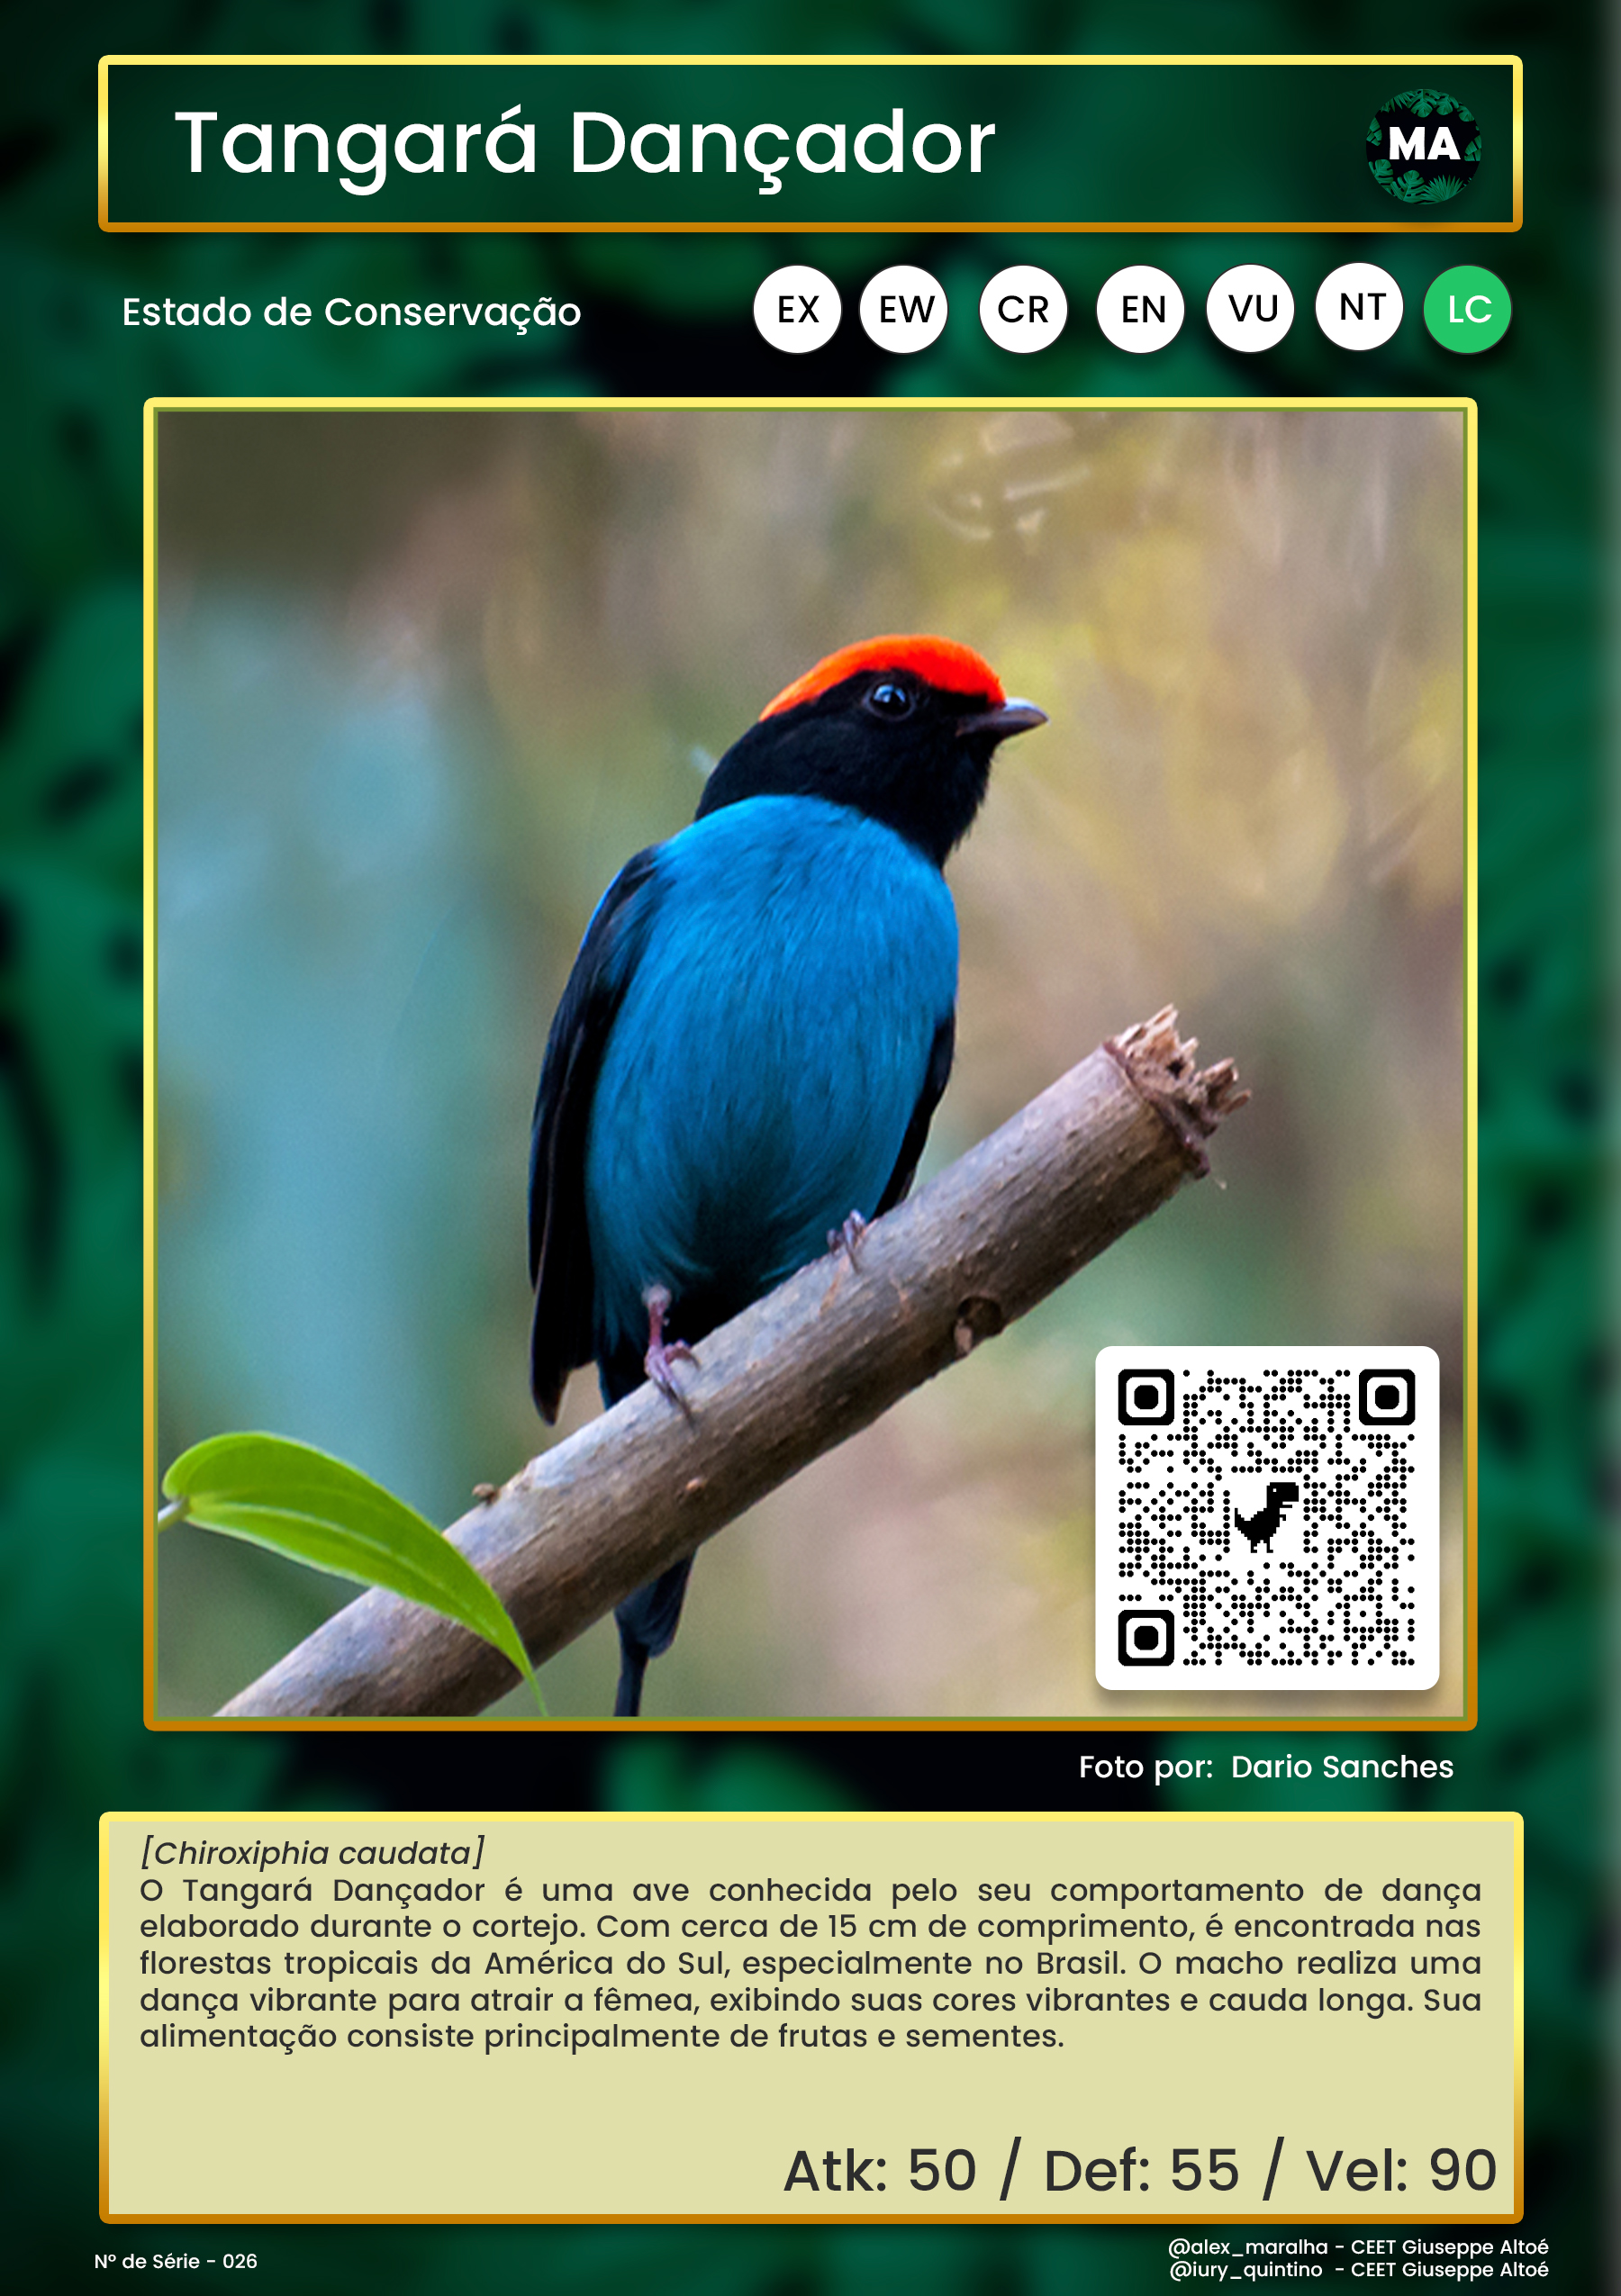 Tangará Dançador
MA
Estado de Conservação
EX EW CR EN VU NT LC
Foto por: Dario Sanches
[Chiroxiphia caudata]
O Tangará Dançador é uma ave conhecida pelo seu comportamento de dança
elaborado durante o cortejo. Com cerca de 15 cm de comprimento, é encontrada nas
florestas tropicais da América do Sul, especialmente no Brasil. O macho realiza uma
dança vibrante para atrair a fêmea, exibindo suas cores vibrantes e cauda longa. Sua
alimentação consiste principalmente de frutas e sementes.
Atk: 50 / Def: 55 / Vel: 90
Nº de Série - 026
@alex_maralha - CEET Giuseppe Altoé
@iury_quintino - CEET Giuseppe Altoé